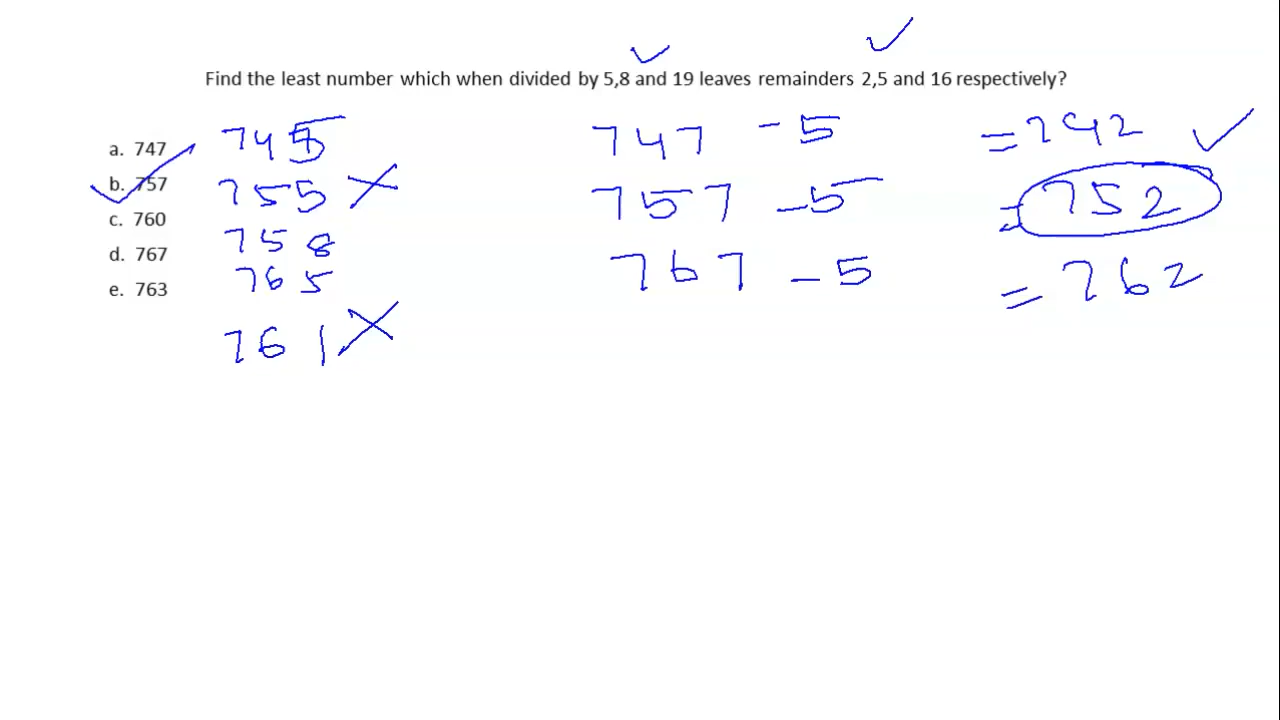 Find the least number which when divided by 5,8 and 19 leaves remainders 2,5 and 16 respectively?
a. 747
b. 757
c. 760
d. 767
e. 763
745
755
758
765
761
747 - 5 = 742
757 - 5 = 752
767 - 5 = 762